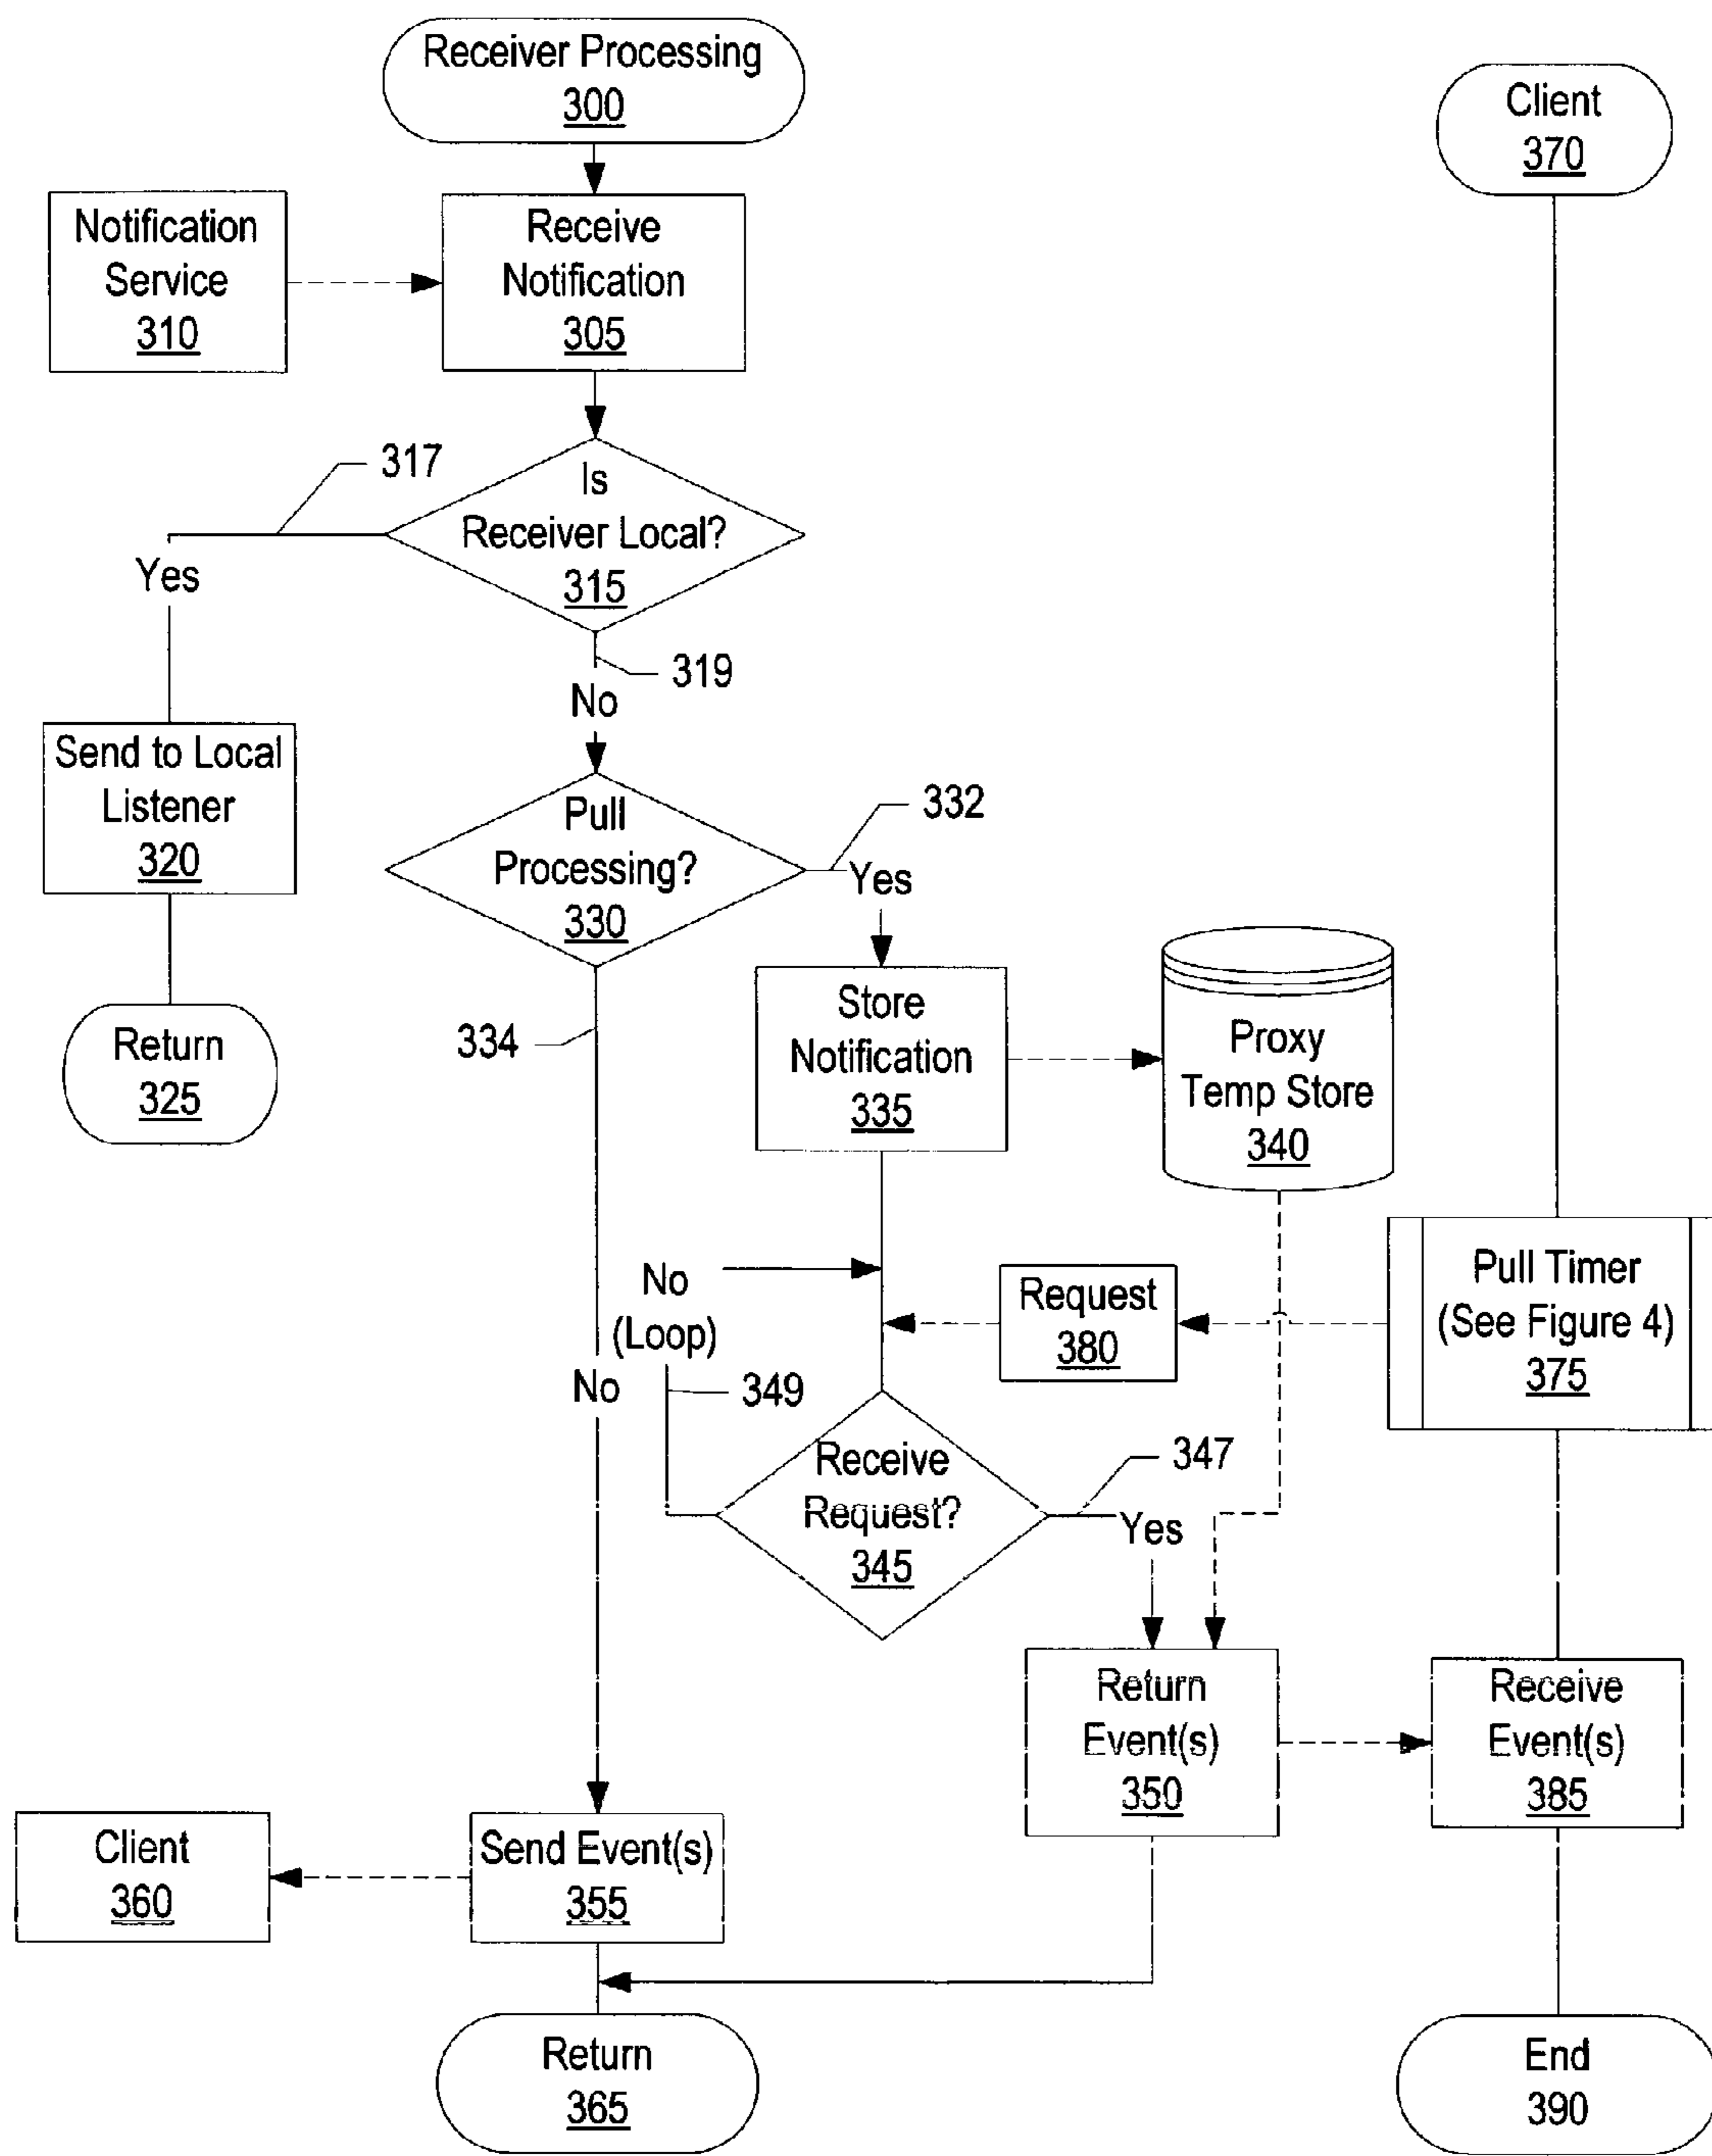 Receiver Processing
300
Client
370
Notification
Service
310
Receive
Notification
305
317
Is
Receiver Local?
315
Yes
319
No
Send to Local
Listener
320
Pull
Processing?
330
332
Yes
Return
325
334
Store
Notification
335
Proxy
Temp Store
340
No
(Loop)
Request
380
Pull Timer
(See Figure 4)
375
No
349
Receive
Request?
345
347
Yes
Return
Event(s)
350
Receive
Event(s)
385
Client
360
Send Event(s)
355
Return
365
End
390